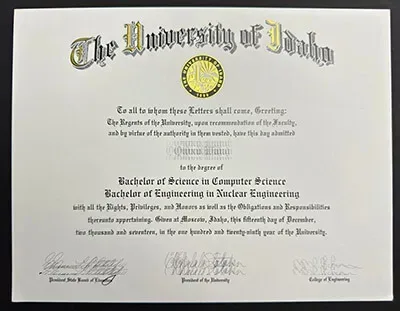 The University of Idaho
To all to whom these Letters shall come, Greeting:
The Regents of the University, upon recommendation of the Faculty,
and by virtue of the authority in them vested, have this day admitted
to the degree of
Bachelor of Science in Computer Science
Bachelor of Engineering in Nuclear Engineering
with all the Rights, Privileges, and Honors as well as the Obligations and Responsibilities
thereunto appertaining. Given at Moscow, Idaho, this fifteenth day of December,
two thousand and seventeen, in the one hundred and twenty-ninth year of the University.
President State Board of
President of the University
College of Engineering